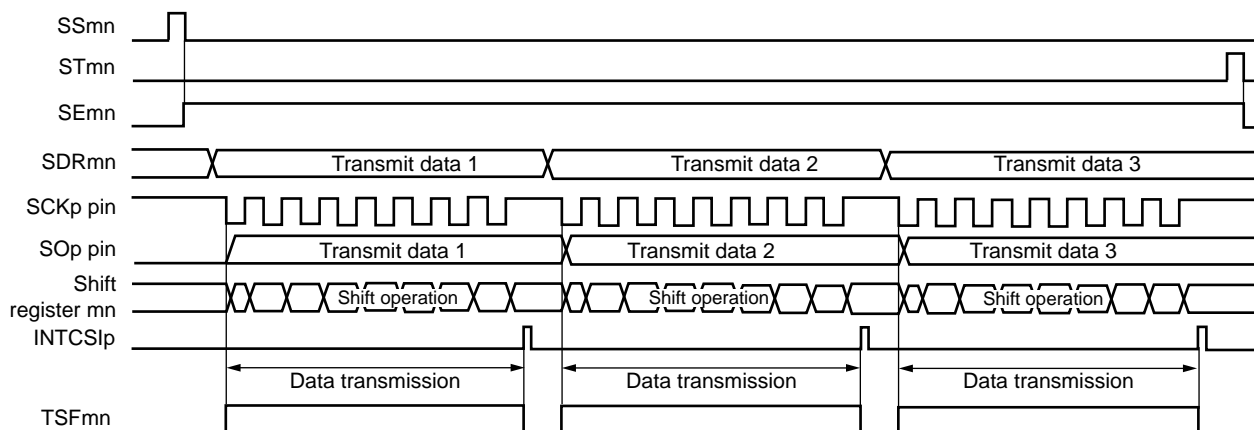 SSmn
STmn
SEmn
SDRmn Transmit data 1 Transmit data 2 Transmit data 3
SCKp pin
SOp pin Transmit data 1 Transmit data 2 Transmit data 3
Shift
register mn Shift operation Shift operation Shift operation
INTCSIp
Data transmission Data transmission Data transmission
TSFmn